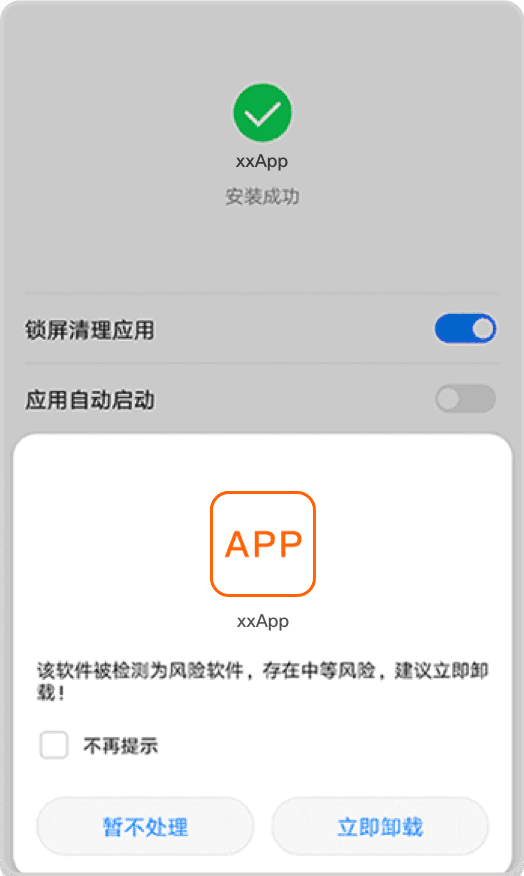 xxApp
安装成功
锁屏清理应用
应用自动启动
APP
xxApp
该软件被检测为风险软件，存在中等风险，建议立即卸
载！
不再提示
暂不处理
立即卸载